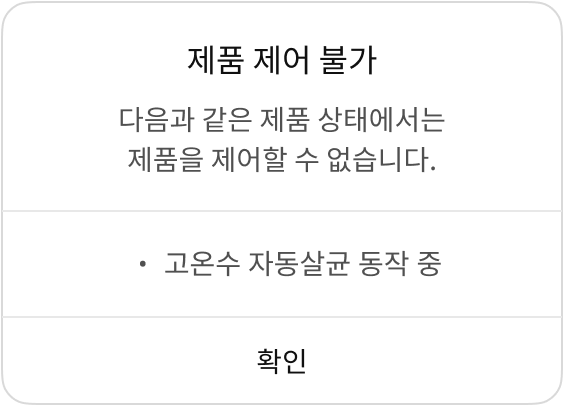 제품 제어 불가
다음과 같은 제품 상태에서는
제품을 제어할 수 없습니다.
• 고온수 자동살균 동작 중
확인